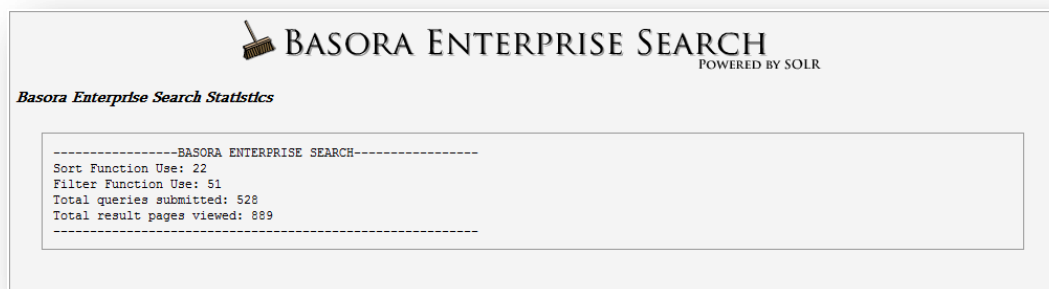 BASORA ENTERPRISE SEARCH
POWERED BY SOLR
Basora Enterprise Search Statistics
-----------------BASORA ENTERPRISE SEARCH-----------------
Sort Function Use: 22
Filter Function Use: 51
Total queries submitted: 528
Total result pages viewed: 889
----------------------------------------------------------